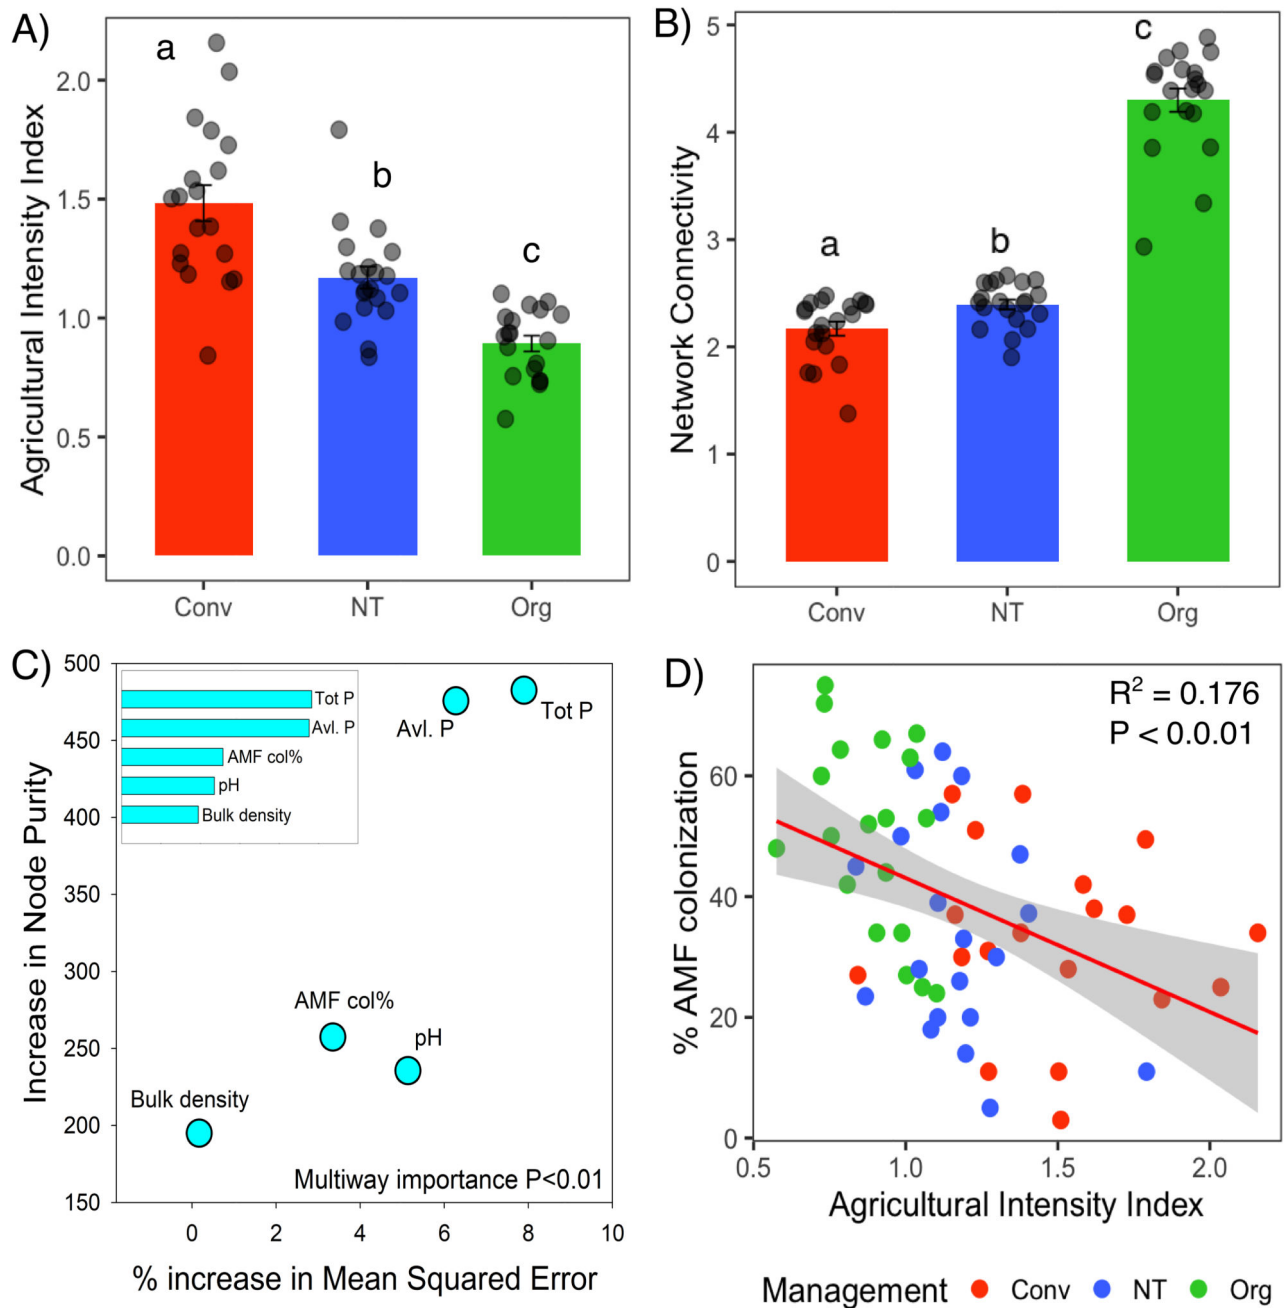 A)
Agricultural Intensity Index
2.0
1.5
1.0
0.5
0.0
a
b
c
Conv NT Org
B)
Network Connectivity
5
4
3
2
1
0
a
b
c
Conv NT Org
C)
Increase in Node Purity
500
450
400
350
300
250
200
150
Tot P
Avl. P
AMF col%
pH
Bulk density
Avl. P
Tot P
AMF col%
pH
Bulk density
Multiway importance P<0.01
0 2 4 6 8 10
% increase in Mean Squared Error
D)
% AMF colonization
60
40
20
0
R² = 0.176
P < 0.0.01
0.5 1.0 1.5 2.0
Agricultural Intensity Index
Management Conv NT Org